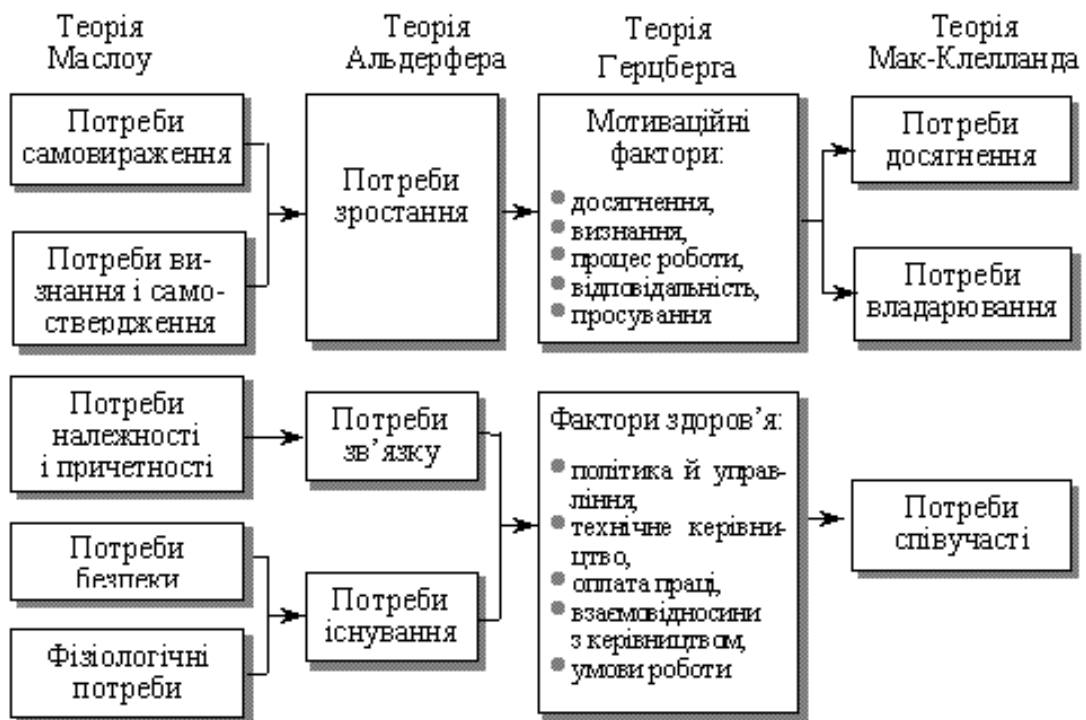 Теорія
Маслоу
Теорія
Альдерфера
Теорія
Герцберга
Теорія
Мак-Клелланда
Потреби
самовираження
Потреби ви-
знання і само-
ствердження
Потреби
належності
і причетності
Потреби
безпеки
Фізіологічні
потреби
Потреби
зростання
Потреби
зв’язку
Потреби
існування
Мотиваційні
фактори:
досягнення,
визнання,
процес роботи,
відповідальність,
просування
Фактори здоров’я:
політика й управ-
ління,
технічне керівни-
цтво,
оплата праці,
взаємовідносини
з керівництвом,
умови роботи
Потреби
досягнення
Потреби
владарювання
Потреби
співучасті